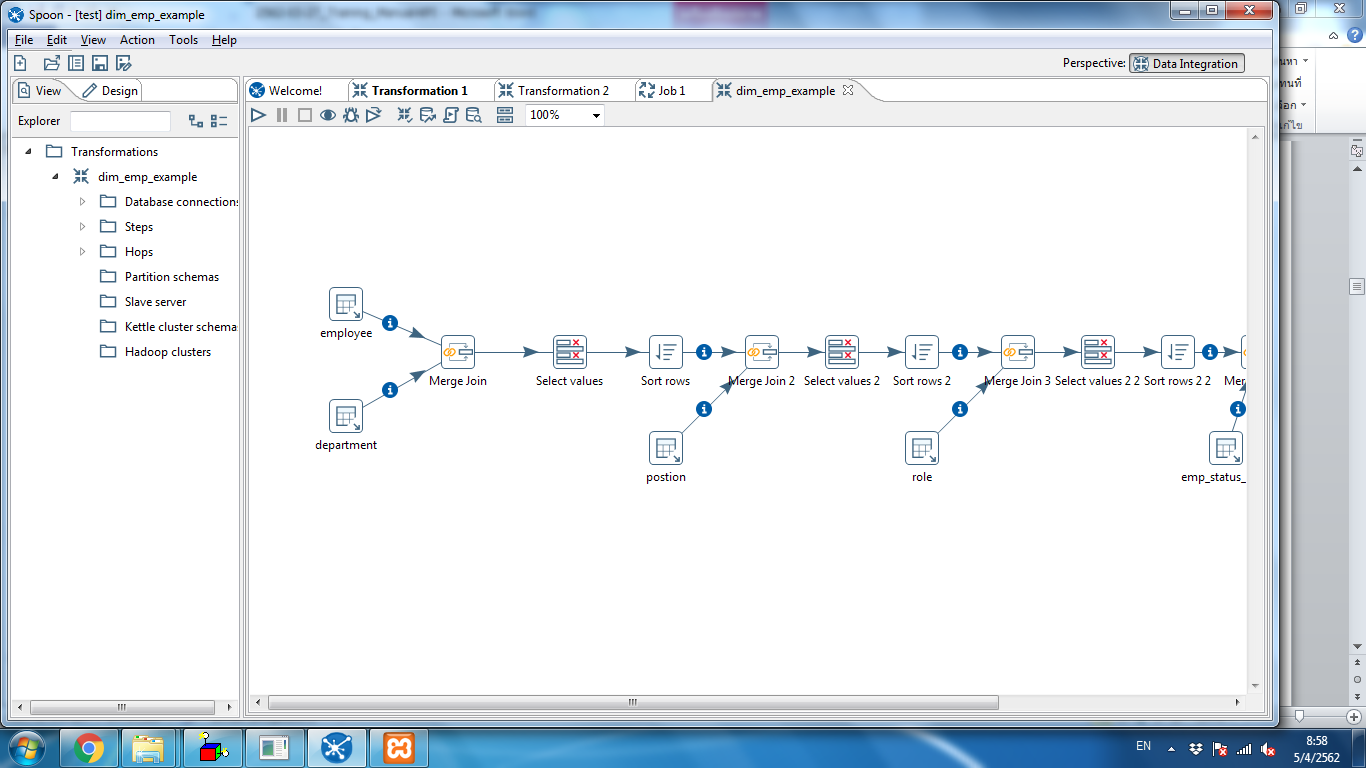 Spoon - [test] dim_emp_example
File Edit View Action Tools Help
Perspective: Data Integration
View Design
Welcome! Transformation 1 Transformation 2 Job 1 dim_emp_example
Explorer
100%
Transformations
dim_emp_example
Database connections
Steps
Hops
Partition schemas
Slave server
Kettle cluster schema
Hadoop clusters
employee
department
Merge Join
Select values
Sort rows
Merge Join 2
Select values 2
Sort rows 2
Merge Join 3
Select values 2 2
Sort rows 2 2
Mer
postion
role
emp_status_
EN
8:58
5/4/2562